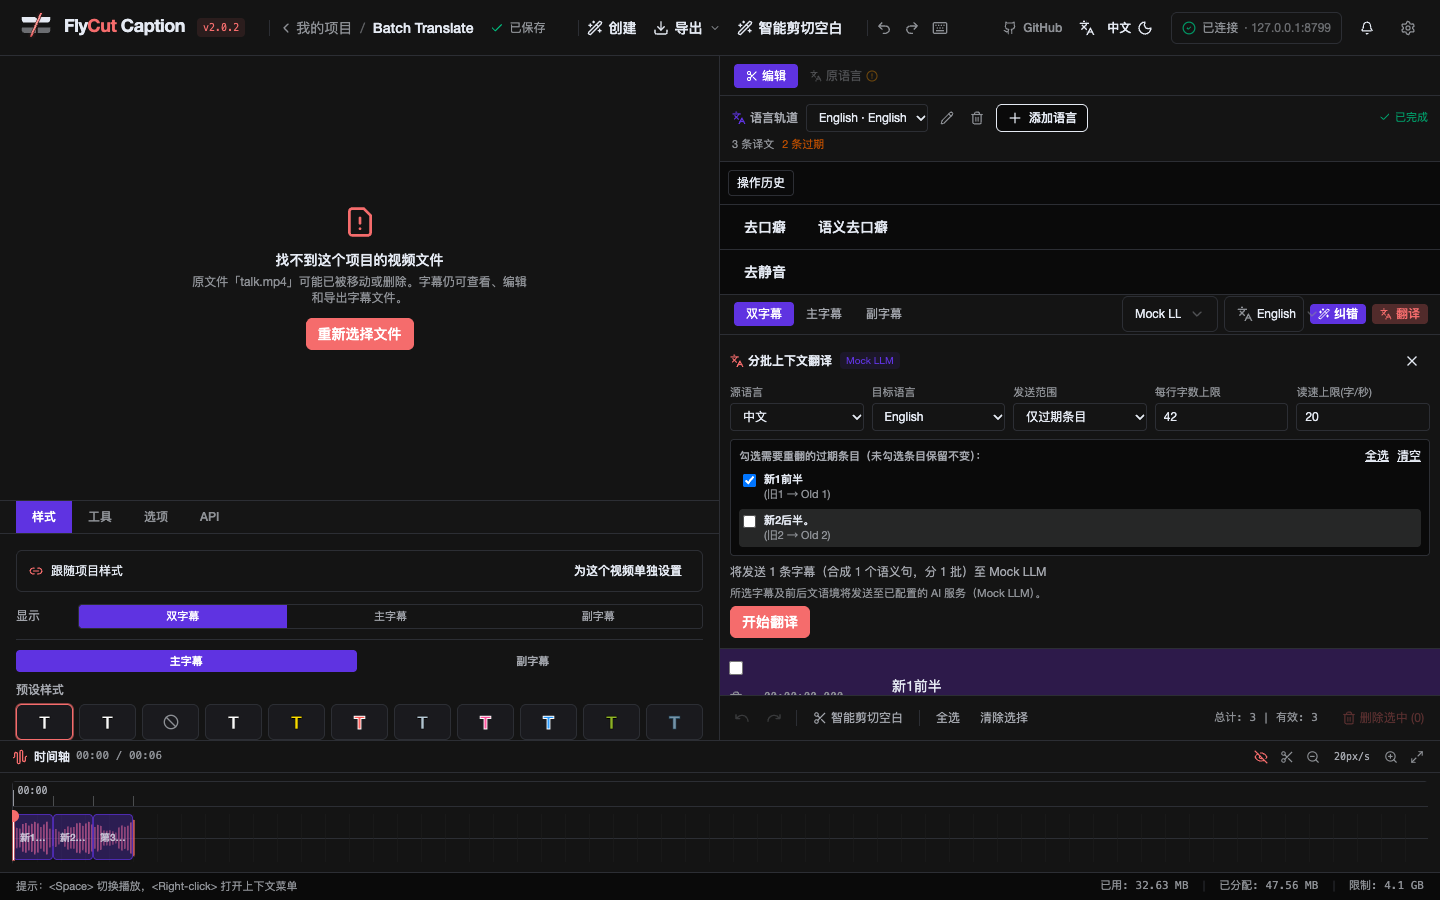 FlyCut Caption v2.0.2 我的项目 / Batch Translate 已保存 创建 导出 智能剪切空白 GitHub 中文 已连接 · 127.0.0.1:8799
找不到这个项目的视频文件
原文件「talk.mp4」可能已被移动或删除。字幕仍可查看、编辑
和导出字幕文件。
重新选择文件
样式 工具 选项 API
跟随项目样式 为这个视频单独设置
显示 双字幕 主字幕 副字幕
主字幕 副字幕
预设样式
T T T T T T T T T T
编辑 原语言
语言轨道 English · English 添加语言 已完成
3 条译文 2 条过期
操作历史
去口癖 语义去口癖
去静音
双字幕 主字幕 副字幕 Mock LL English 纠错 翻译
分批上下文翻译 Mock LLM
源语言 目标语言 发送范围 每行字数上限 读速上限(字/秒)
中文 English 仅过期条目 42 20
勾选需要重翻的过期条目（未勾选条目保留不变）： 全选 清空
新1前半
(旧1 → Old 1)
新2后半。
(旧2 → Old 2)
将发送 1 条字幕（合成 1 个语义句，分 1 批）至 Mock LLM
所选字幕及前后文语境将发送至已配置的 AI 服务（Mock LLM）。
开始翻译
新1前半
智能剪切空白 全选 清除选择 总计: 3 | 有效: 3 删除选中 (0)
时间轴 00:00 / 00:06 20px/s
00:00
新1... 新2... 第3...
提示: <Space> 切换播放, <Right-click> 打开上下文菜单 已用: 32.63 MB 已分配: 47.56 MB 限制: 4.1 GB